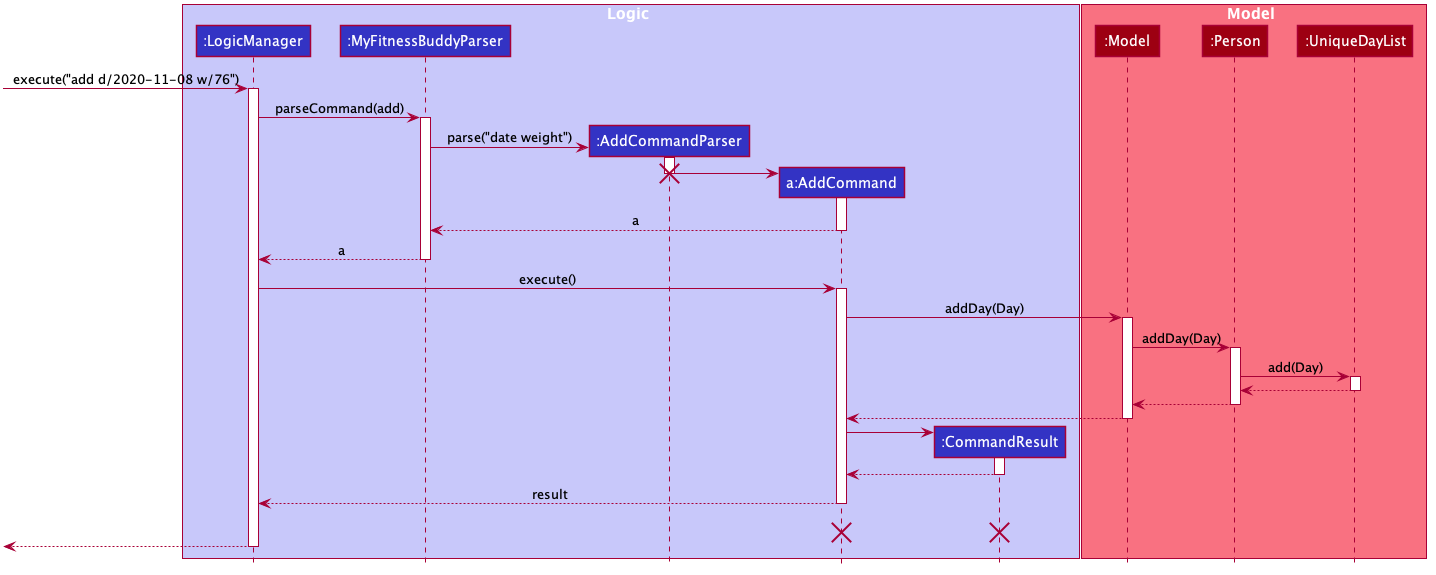 Logic
Model
:LogicManager
:MyFitnessBuddyParser
:Model
:Person
:UniqueDayList
execute("add d/2020-11-08 w/76")
parseCommand(add)
parse("date weight")
:AddCommandParser
a:AddCommand
a
a
execute()
addDay(Day)
addDay(Day)
add(Day)
:CommandResult
result